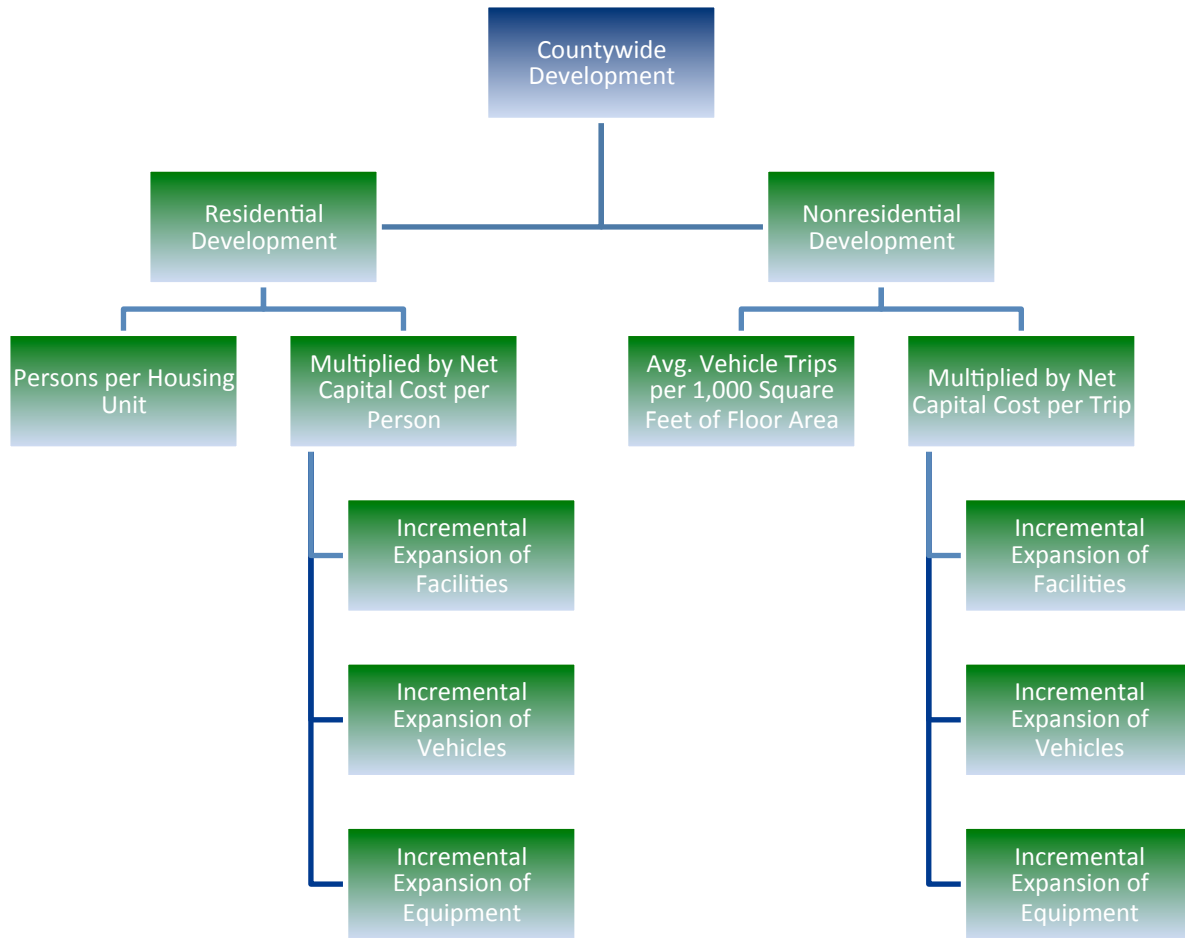 Countywide
Development
Residential
Development
Nonresidential
Development
Persons per Housing
Unit
Multiplied by Net
Capital Cost per
Person
Avg. Vehicle Trips
per 1,000 Square
Feet of Floor Area
Multiplied by Net
Capital Cost per Trip
Incremental
Expansion of
Facilities
Incremental
Expansion of
Facilities
Incremental
Expansion of
Vehicles
Incremental
Expansion of
Vehicles
Incremental
Expansion of
Equipment
Incremental
Expansion of
Equipment